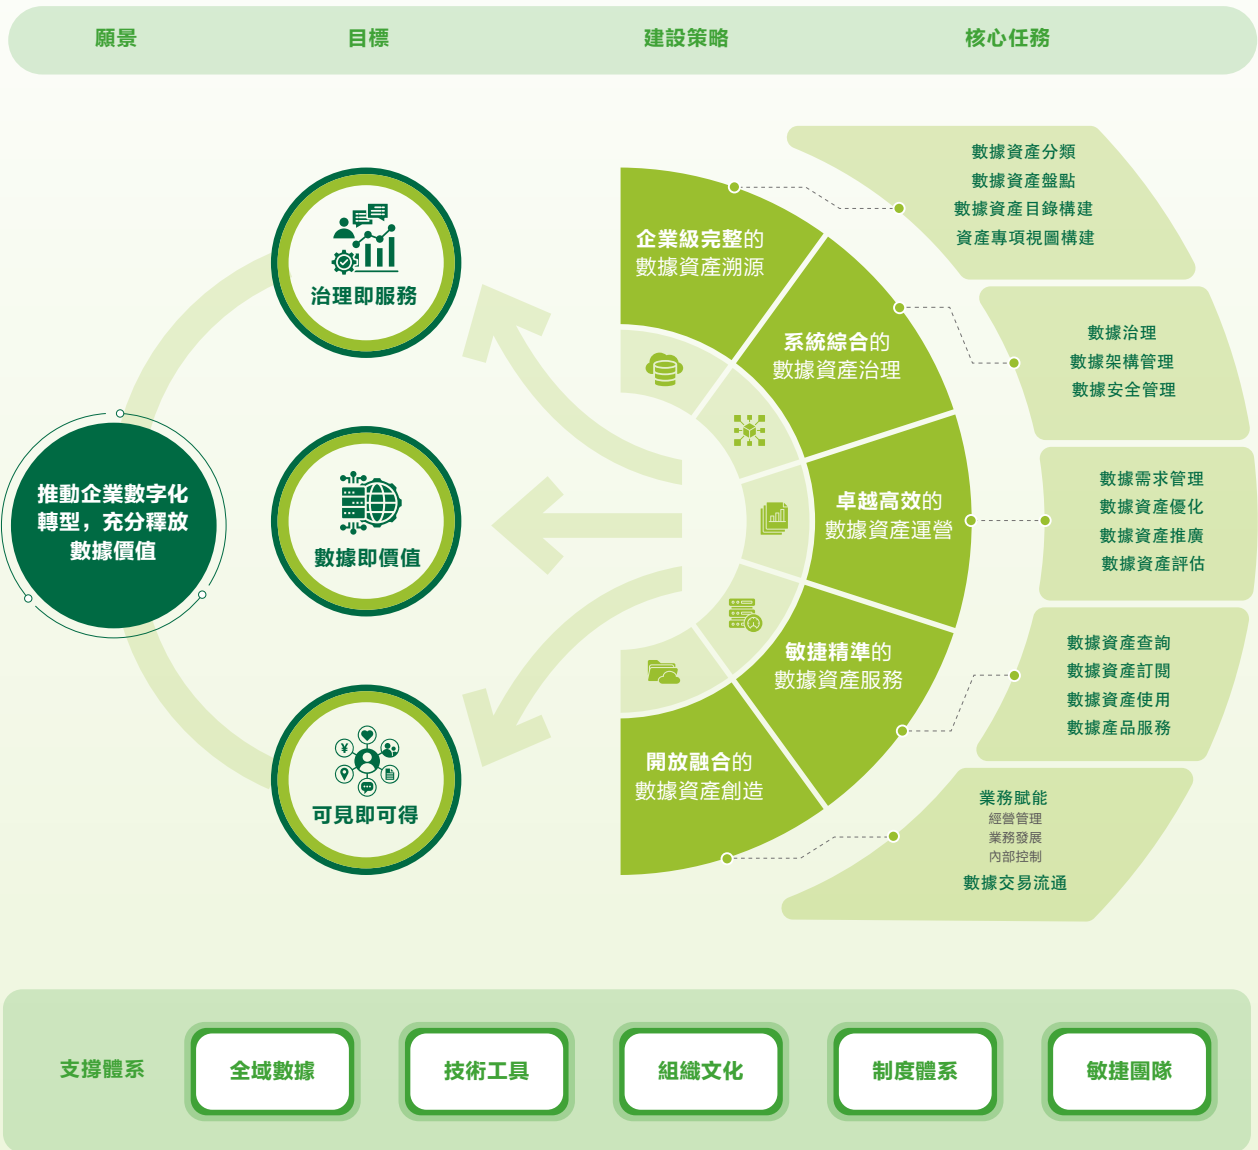 願景
目標
建設策略
核心任務
推動企業數字化
轉型，充分釋放
數據價值
治理即服務
數據即價值
¥
可見即可得
企業級完整的
數據資產溯源
系統綜合的
數據資產治理
卓越高效的
數據資產運營
敏捷精準的
數據資產服務
開放融合的
數據資產創造
數據資產分類
數據資產盤點
數據資產目錄構建
資產專項視圖構建
數據治理
數據架構管理
數據安全管理
數據需求管理
數據資產優化
數據資產推廣
數據資產評估
數據資產查詢
數據資產訂閱
數據資產使用
數據產品服務
業務賦能
經營管理
業務發展
內部控制
數據交易流通
支撐體系
全域數據
技術工具
組織文化
制度體系
敏捷團隊